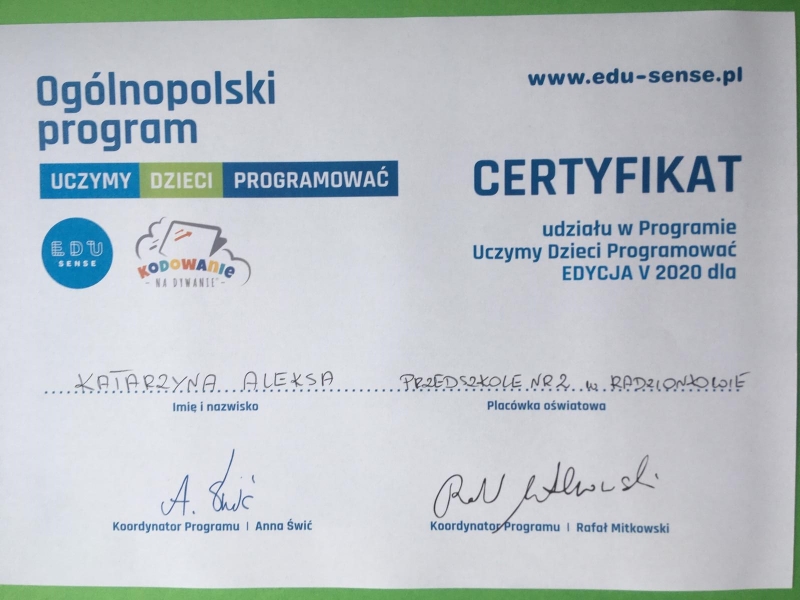 Ogólnopolski
program
UCZYMY DZIECI PROGRAMOWAĆ
EDU
SENSE
KODOWANIE
- NA DYWANIE -
www.edu-sense.pl
CERTYFIKAT
udziału w Programie
Uczymy Dzieci Programować
EDYCJA V 2020 dla
KATARZYNA ALEKSA
Imię i nazwisko
PRZEDSZKOLE NR 2 w RADZIONKOWIE
Placówka oświatowa
A. Świć
Koordynator Programu | Anna Świć
Rafał Mitkowski
Koordynator Programu | Rafał Mitkowski